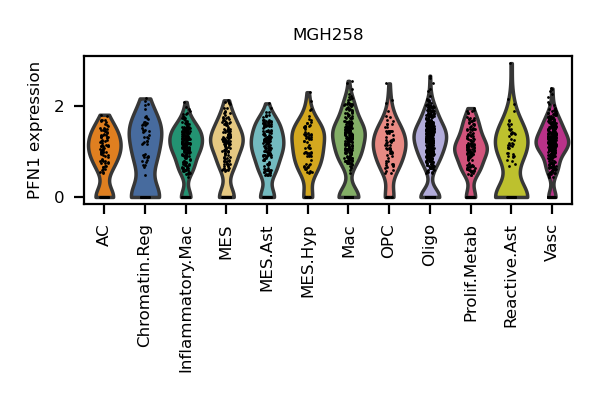 MGH258
PFN1 expression
2
0
AC
Chromatin.Reg
Inflammatory.Mac
MES
MES.Ast
MES.Hyp
Mac
OPC
Oligo
Prolif.Metab
Reactive.Ast
Vasc